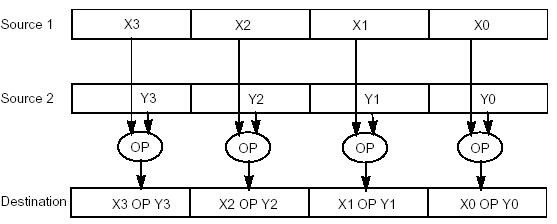 Source 1 X3 X2 X1 X0
Source 2 Y3 Y2 Y1 Y0
OP OP OP OP
Destination X3 OP Y3 X2 OP Y2 X1 OP Y1 X0 OP Y0